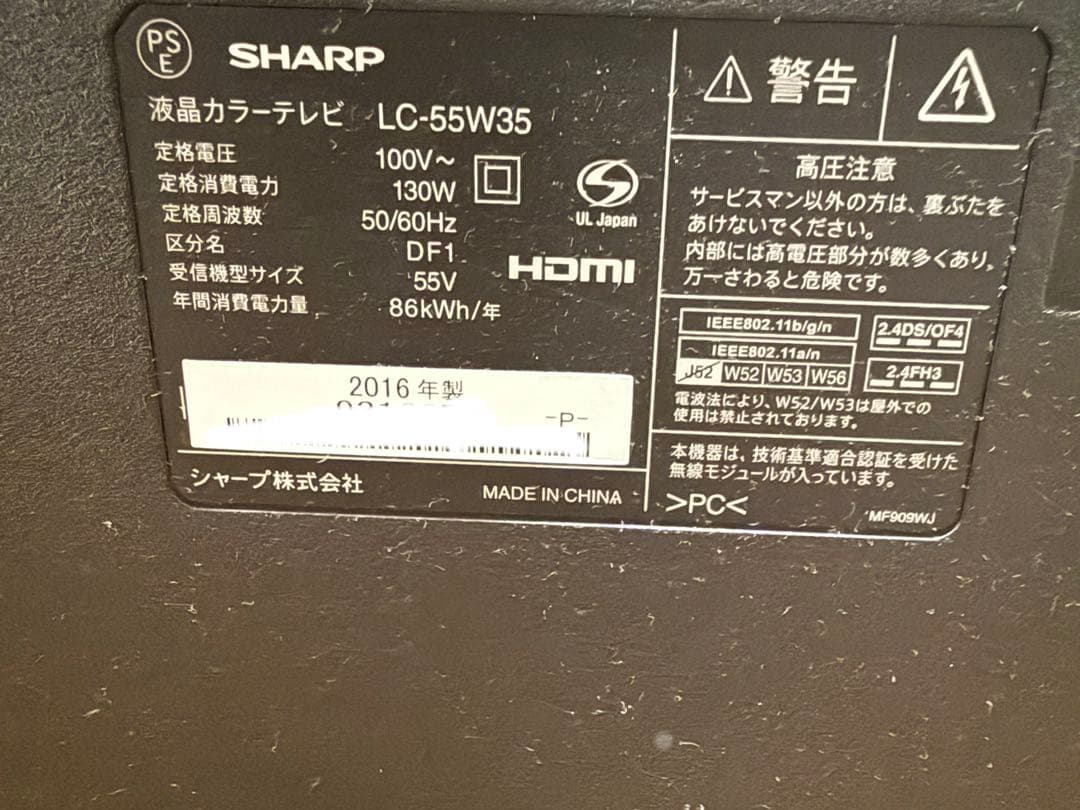 PS
E
SHARP
液晶カラーテレビ LC-55W35
定格電圧 100V～
定格消費電力 130W
定格周波数 50/60Hz
区分名 DF1
受信機型サイズ 55V
年間消費電力量 86kWh/年
UL Japan
HDMI
2016年製
-P-
シャープ株式会社
MADE IN CHINA
警告
高圧注意
サービスマン以外の方は、裏ぶたを
あけないでください。
内部には高電圧部分が数多くあり、
万一さわると危険です。
IEEE802.11b/g/n
IEEE802.11a/n
J52 W52 W53 W56
2.4DS/OF4
2.4FH3
電波法により、W52/W53は屋外での
使用は禁止されております。
本機器は、技術基準適合認証を受けた
無線モジュールが入っています。
>PC<
MF909WJ